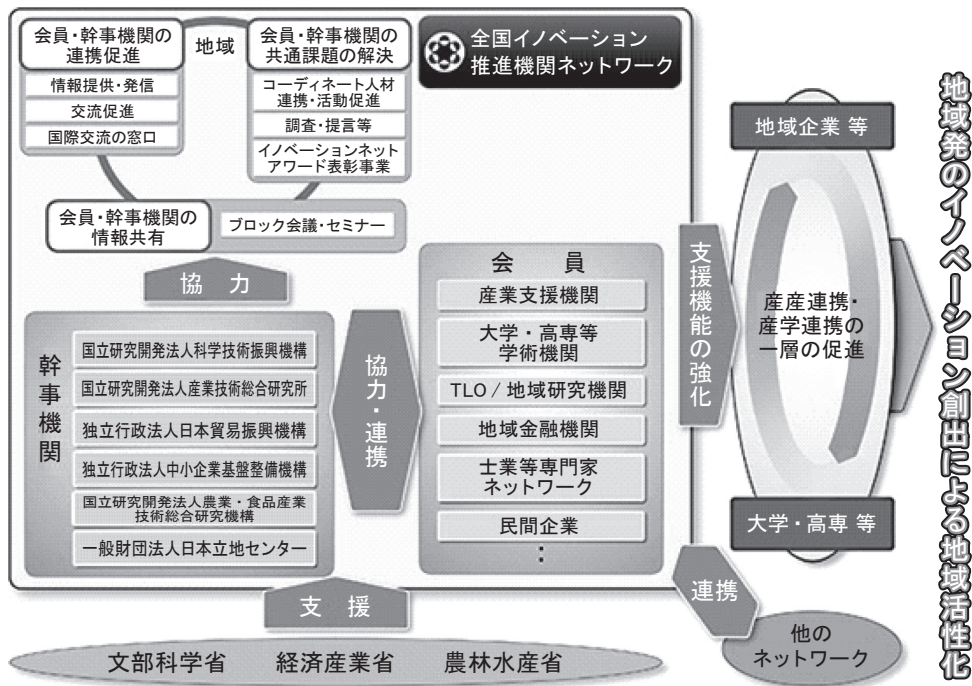 会員・幹事機関の
連携促進
情報提供・発信
交流促進
国際交流の窓口
地域
会員・幹事機関の
共通課題の解決
コーディネート人材
連携・活動促進
調査・提言等
イノベーションネット
アワード表彰事業
会員・幹事機関の
情報共有
ブロック会議・セミナー
全国イノベーション
推進機関ネットワーク
協 力
幹事機関
国立研究開発法人科学技術振興機構
国立研究開発法人産業技術総合研究所
独立行政法人日本貿易振興機構
独立行政法人中小企業基盤整備機構
国立研究開発法人農業・食品産業
技術総合研究機構
一般財団法人日本立地センター
協力・連携
会 員
産業支援機関
大学・高専等
学術機関
TLO / 地域研究機関
地域金融機関
士業等専門家
ネットワーク
民間企業
⋮
支援機能の強化
地域企業 等
産産連携・
産学連携の
一層の促進
大学・高専 等
地域発のイノベーション創出による地域活性化
支 援
文部科学省 経済産業省 農林水産省
連携
他の
ネットワーク